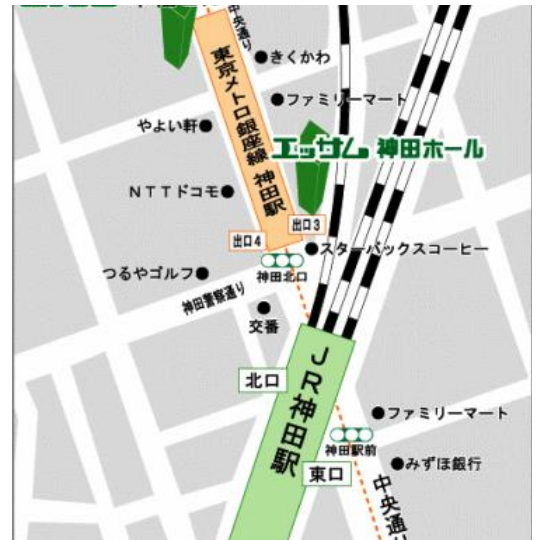 中央通り
きくかわ
東京メトロ銀座線 神田駅
ファミリーマート
やよい軒
エッサム 神田ホール
NTTドコモ
出口3
出口4
スターバックスコーヒー
神田北口
つるやゴルフ
神田警察通り
交番
JR神田駅
北口
ファミリーマート
神田駅前
みずほ銀行
東口
中央通り